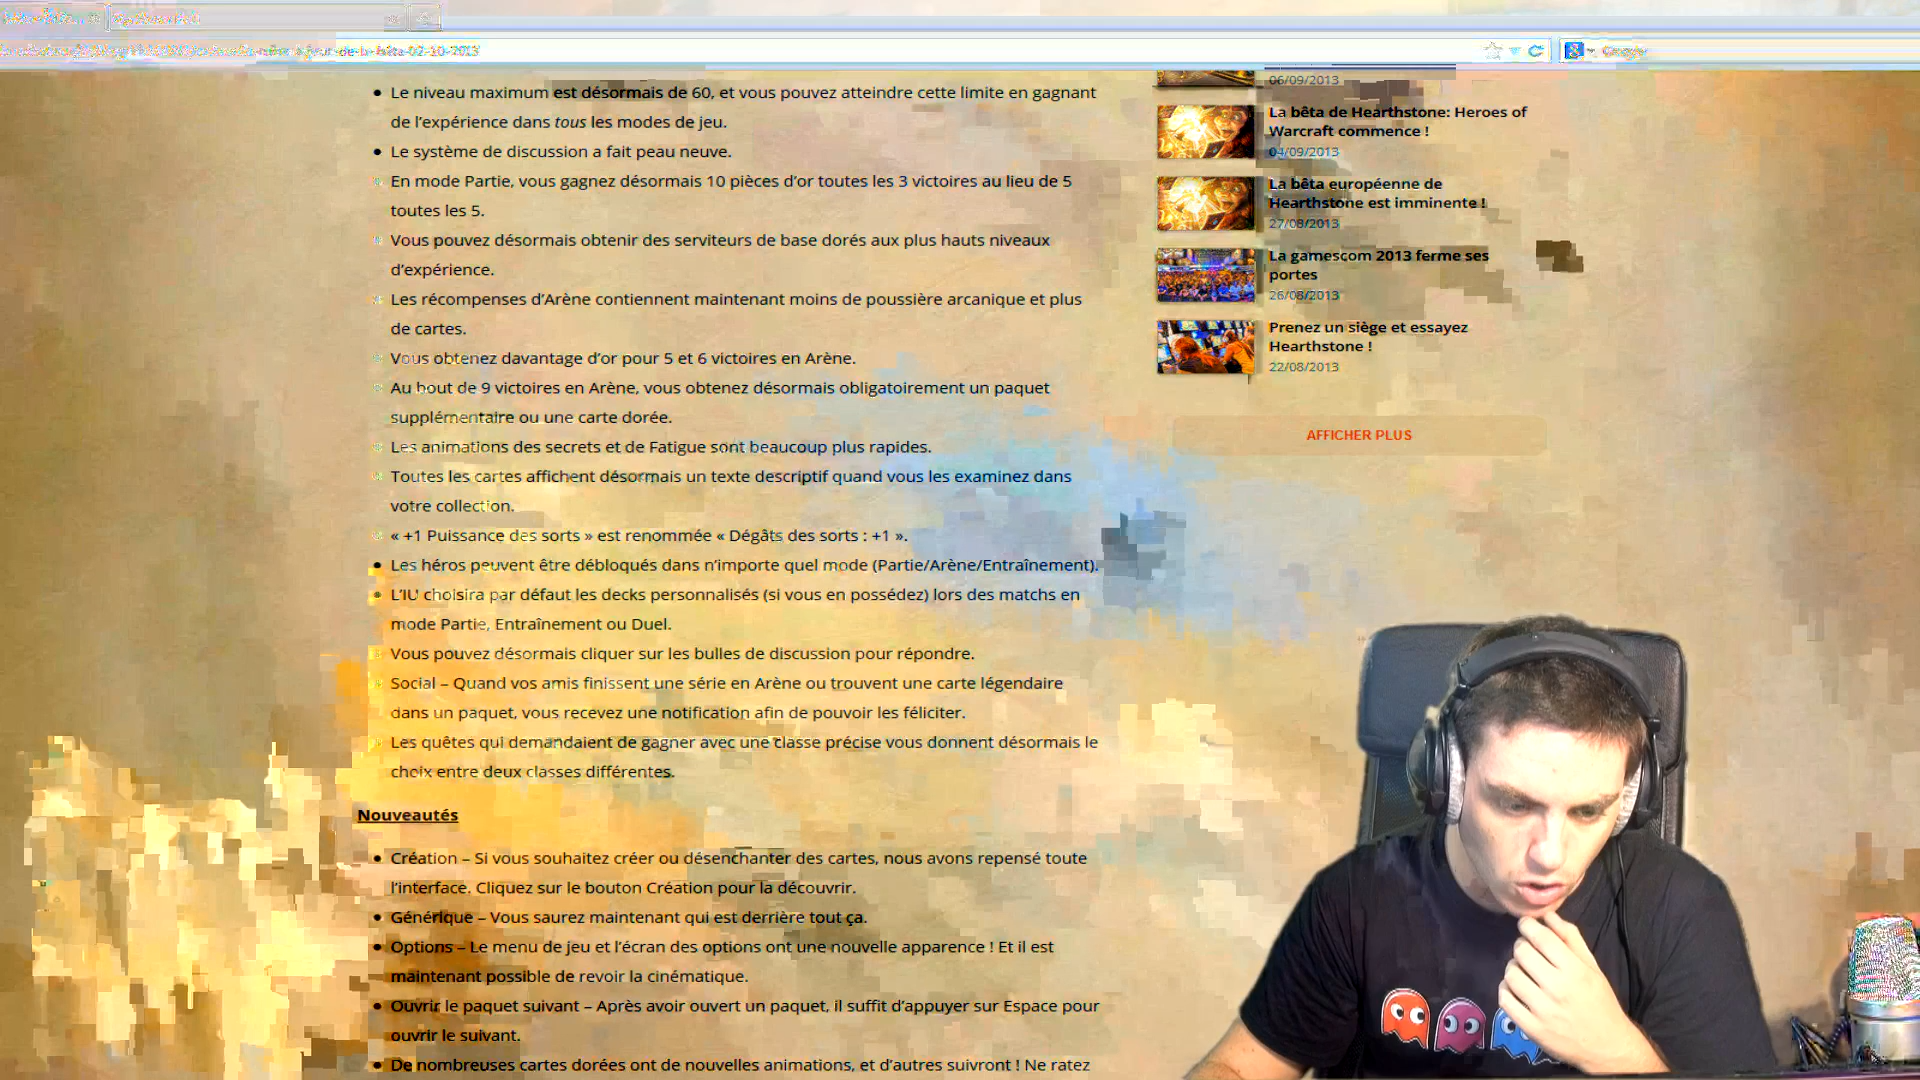 -de-la-bêta-02-10-2013
Le niveau maximum est désormais de 60, et vous pouvez atteindre cette limite en gagnant
de l’expérience dans tous les modes de jeu.
Le système de discussion a fait peau neuve.
En mode Partie, vous gagnez désormais 10 pièces d’or toutes les 3 victoires au lieu de 5
toutes les 5.
Vous pouvez désormais obtenir des serviteurs de base dorés aux plus hauts niveaux
d’expérience.
Les récompenses d’Arène contiennent maintenant moins de poussière arcanique et plus
de cartes.
Vous obtenez davantage d’or pour 5 et 6 victoires en Arène.
Au bout de 9 victoires en Arène, vous obtenez désormais obligatoirement un paquet
supplémentaire ou une carte dorée.
Les animations des secrets et de Fatigue sont beaucoup plus rapides.
Toutes les cartes affichent désormais un texte descriptif quand vous les examinez dans
votre collection.
« +1 Puissance des sorts » est renommée « Dégâts des sorts : +1 ».
Les héros peuvent être débloqués dans n’importe quel mode (Partie/Arène/Entraînement).
L’IU choisira par défaut les decks personnalisés (si vous en possédez) lors des matchs en
mode Partie, Entraînement ou Duel.
Vous pouvez désormais cliquer sur les bulles de discussion pour répondre.
Social – Quand vos amis finissent une série en Arène ou trouvent une carte légendaire
dans un paquet, vous recevez une notification afin de pouvoir les féliciter.
Les quêtes qui demandaient de gagner avec une classe précise vous donnent désormais le
choix entre deux classes différentes.
Nouveautés
Création – Si vous souhaitez créer ou désenchanter des cartes, nous avons repensé toute
l’interface. Cliquez sur le bouton Création pour la découvrir.
Générique – Vous saurez maintenant qui est derrière tout ça.
Options – Le menu de jeu et l’écran des options ont une nouvelle apparence ! Et il est
maintenant possible de revoir la cinématique.
Ouvrir le paquet suivant – Après avoir ouvert un paquet, il suffit d’appuyer sur Espace pour
ouvrir le suivant.
De nombreuses cartes dorées ont de nouvelles animations, et d’autres suivront ! Ne ratez
06/09/2013
La bêta de Hearthstone: Heroes of
Warcraft commence !
04/09/2013
La bêta européenne de
Hearthstone est imminente !
27/08/2013
La gamescom 2013 ferme ses
portes
26/08/2013
Prenez un siège et essayez
Hearthstone !
22/08/2013
AFFICHER PLUS